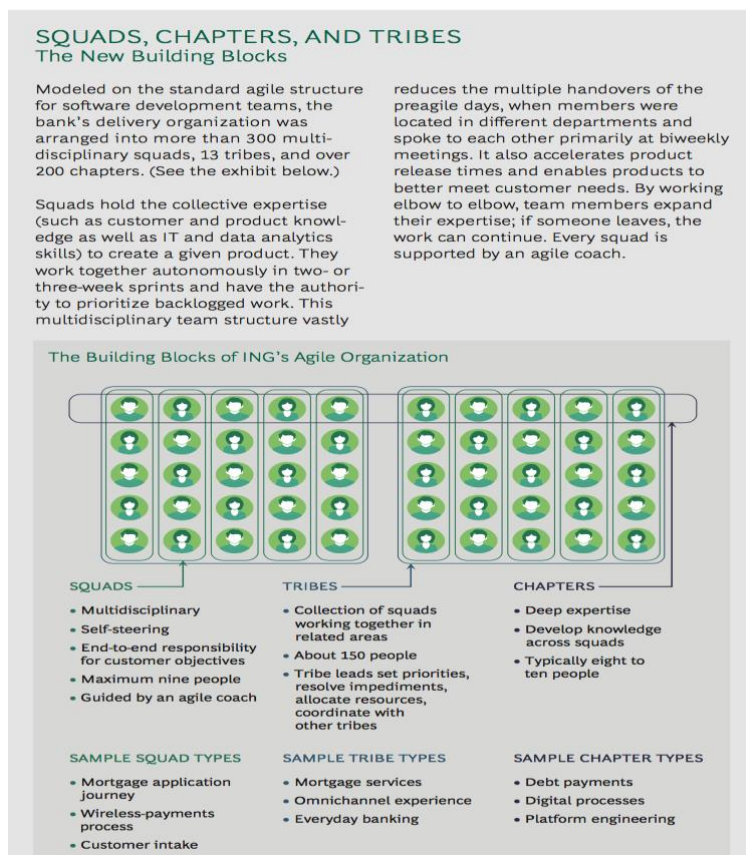 SQUADS, CHAPTERS, AND TRIBES
The New Building Blocks
Modeled on the standard agile structure
for software development teams, the
bank's delivery organization was
arranged into more than 300 multi-
disciplinary squads, 13 tribes, and over
200 chapters. (See the exhibit below.)
Squads hold the collective expertise
(such as customer and product knowl-
edge as well as IT and data analytics
skills) to create a given product. They
work together autonomously in two- or
three-week sprints and have the authori-
ty to prioritize backlogged work. This
multidisciplinary team structure vastly
reduces the multiple handovers of the
preagile days, when members were
located in different departments and
spoke to each other primarily at biweekly
meetings. It also accelerates product
release times and enables products to
better meet customer needs. By working
elbow to elbow, team members expand
their expertise; if someone leaves, the
work can continue. Every squad is
supported by an agile coach.
The Building Blocks of ING's Agile Organization
SQUADS
• Multidisciplinary
• Self-steering
• End-to-end responsibility
for customer objectives
• Maximum nine people
• Guided by an agile coach
TRIBES
• Collection of squads
working together in
related areas
• About 150 people
• Tribe leads set priorities,
resolve impediments,
allocate resources,
coordinate with
other tribes
CHAPTERS
• Deep expertise
• Develop knowledge
across squads
• Typically eight to
ten people
SAMPLE SQUAD TYPES
• Mortgage application
journey
• Wireless-payments
process
• Customer intake
SAMPLE TRIBE TYPES
• Mortgage services
• Omnichannel experience
• Everyday banking
SAMPLE CHAPTER TYPES
• Debt payments
• Digital processes
• Platform engineering